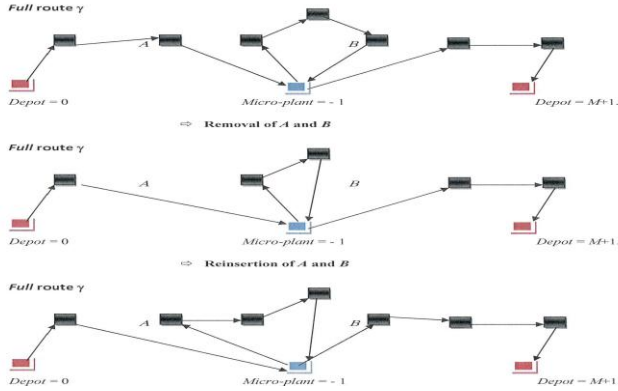 Full route γ
A
B
Depot = 0 Micro-plant = - 1 Depot = M+1.
⇨ Removal of A and B
Full route γ
A B
Depot = 0 Micro-plant = - 1 Depot = M+1.
⇨ Reinsertion of A and B
Full route γ
A B
Depot = 0 Micro-plant = - 1 Depot = M+1